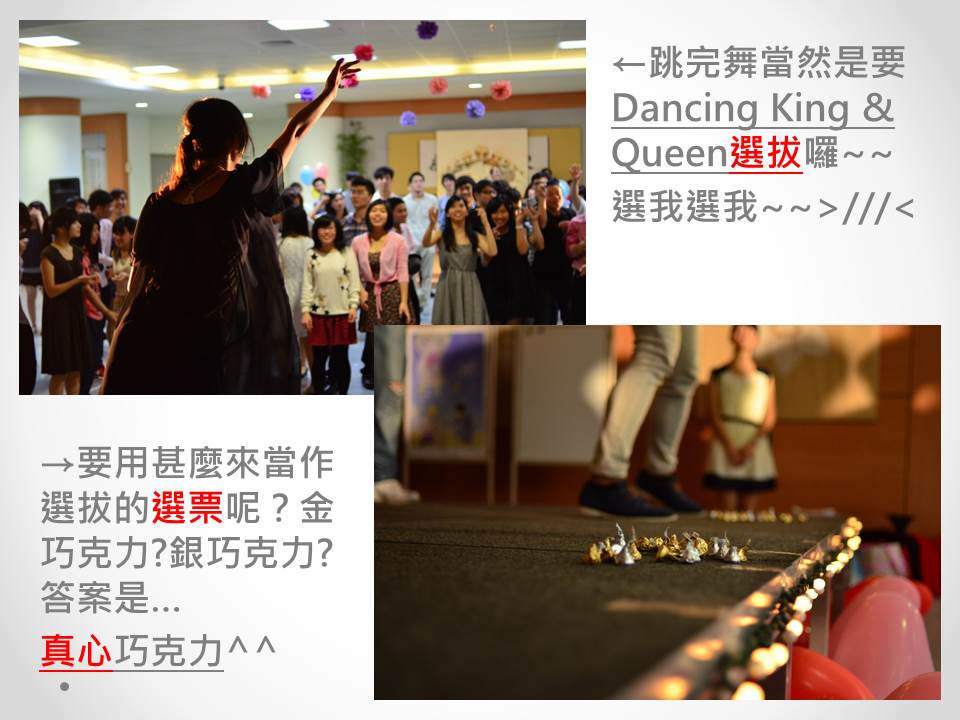 ←跳完舞當然是要
Dancing King &
Queen選拔囉~~
選我選我~~>///<
→要用甚麼來當作
選拔的選票呢？金
巧克力?銀巧克力?
答案是…
真心巧克力^^